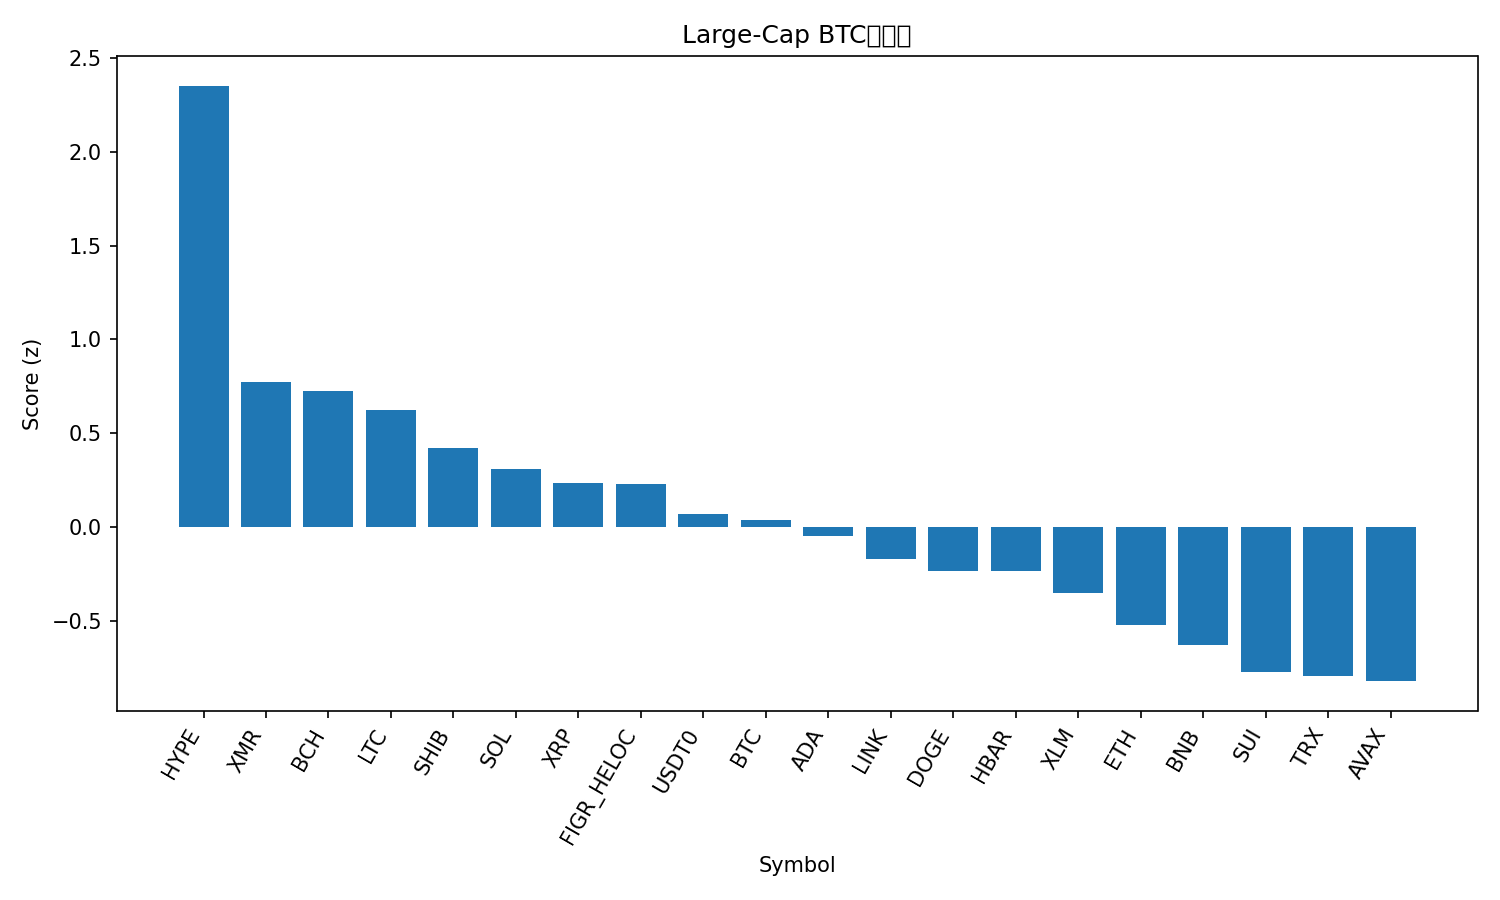 Large-Cap BTC
Score (z)
2.5
2.0
1.5
1.0
0.5
0.0
−0.5
HYPE
XMR
BCH
LTC
SHIB
SOL
XRP
FIGR_HELOC
USDT0
BTC
ADA
LINK
DOGE
HBAR
XLM
ETH
BNB
SUI
TRX
AVAX
Symbol